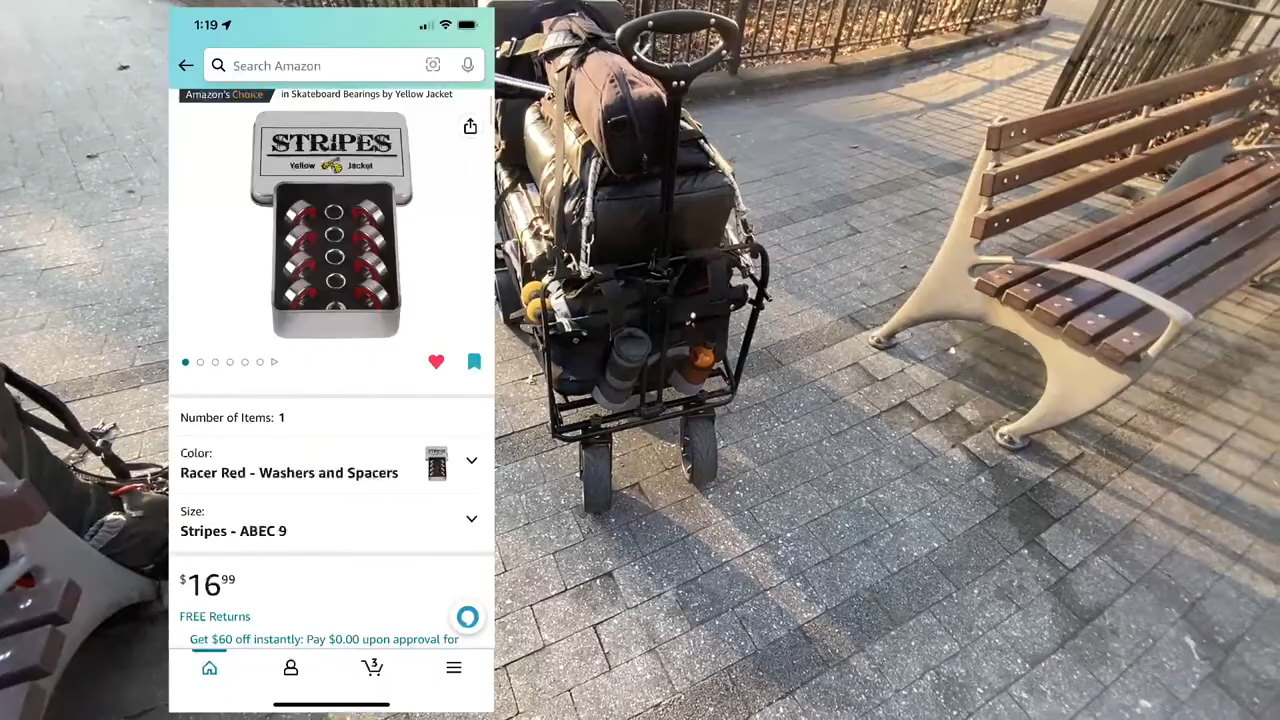 1:19
Search Amazon
Amazon's Choice in Skateboard Bearings by Yellow Jacket
STRIPES
Yellow Jacket
Number of Items: 1
Color:
Racer Red - Washers and Spacers
Size:
Stripes - ABEC 9
$16 99
FREE Returns
Get $60 off instantly: Pay $0.00 upon approval for
3